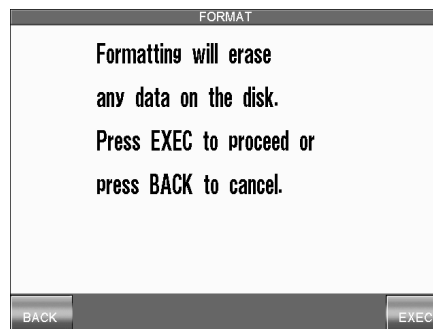 FORMAT
Formatting will erase
any data on the disk.
Press EXEC to proceed or
press BACK to cancel.
BACK
EXEC